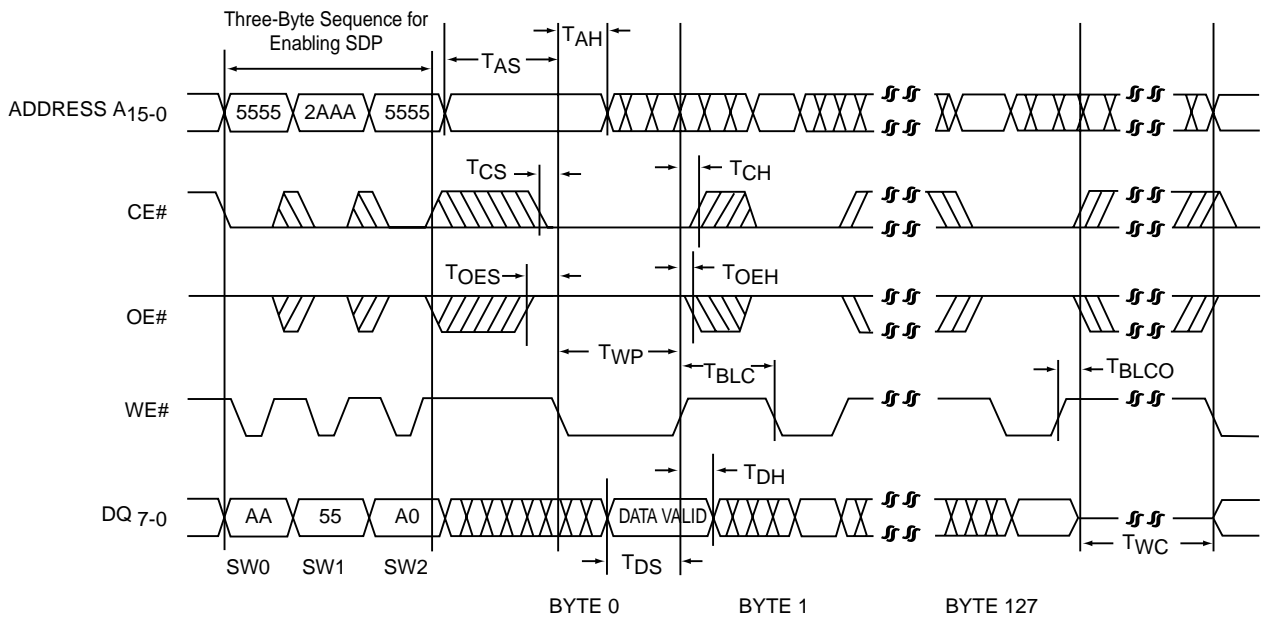 Three-Byte Sequence for
Enabling SDP
TAH
TAS
ADDRESS A15-0
5555
2AAA
5555
TCS
TCH
CE#
TOES
TOEH
OE#
TWP
TBLC
TBLCO
WE#
TDH
DQ 7-0
AA
55
A0
DATA VALID
TWC
SW0
SW1
SW2
TDS
BYTE 0
BYTE 1
BYTE 127